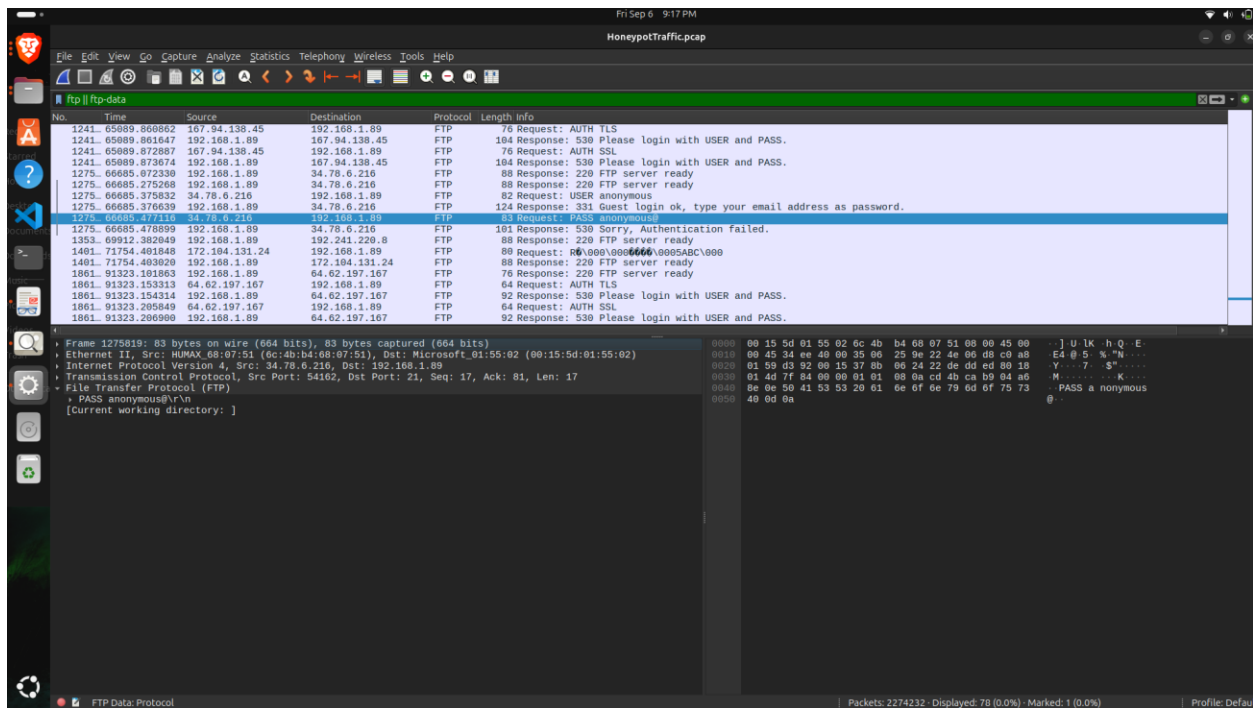 Fri Sep 6 9:17 PM
HoneypotTraffic.pcap
File Edit View Go Capture Analyze Statistics Telephony Wireless Tools Help
ftp || ftp-data
No. Time Source Destination Protocol Length Info
1241… 65089.860862 167.94.138.45 192.168.1.89 FTP 76 Request: AUTH TLS
1241… 65089.861647 192.168.1.89 167.94.138.45 FTP 104 Response: 530 Please login with USER and PASS.
1241… 65089.872887 167.94.138.45 192.168.1.89 FTP 76 Request: AUTH SSL
1241… 65089.873674 192.168.1.89 167.94.138.45 FTP 104 Response: 530 Please login with USER and PASS.
1275… 66685.072330 192.168.1.89 34.78.6.216 FTP 88 Response: 220 FTP server ready
1275… 66685.275268 192.168.1.89 34.78.6.216 FTP 88 Response: 220 FTP server ready
1275… 66685.375832 34.78.6.216 192.168.1.89 FTP 82 Request: USER anonymous
1275… 66685.376639 192.168.1.89 34.78.6.216 FTP 124 Response: 331 Guest login ok, type your email address as password.
1275… 66685.477116 34.78.6.216 192.168.1.89 FTP 83 Request: PASS anonymous@
1275… 66685.478899 192.168.1.89 34.78.6.216 FTP 101 Response: 530 Sorry, Authentication failed.
1353… 69912.382049 192.168.1.89 192.241.220.8 FTP 88 Response: 220 FTP server ready
1401… 71754.401848 172.104.131.24 192.168.1.89 FTP 80 Request: R�\000\000����\0005ABC\000
1401… 71754.403020 192.168.1.89 172.104.131.24 FTP 88 Response: 220 FTP server ready
1861… 91323.101863 192.168.1.89 64.62.197.167 FTP 76 Response: 220 FTP server ready
1861… 91323.153313 64.62.197.167 192.168.1.89 FTP 64 Request: AUTH TLS
1861… 91323.154314 192.168.1.89 64.62.197.167 FTP 92 Response: 530 Please login with USER and PASS.
1861… 91323.205849 64.62.197.167 192.168.1.89 FTP 64 Request: AUTH SSL
1861… 91323.206900 192.168.1.89 64.62.197.167 FTP 92 Response: 530 Please login with USER and PASS.
Frame 1275819: 83 bytes on wire (664 bits), 83 bytes captured (664 bits)
Ethernet II, Src: HUMAX_68:07:51 (6c:4b:b4:68:07:51), Dst: Microsoft_01:55:02 (00:15:5d:01:55:02)
Internet Protocol Version 4, Src: 34.78.6.216, Dst: 192.168.1.89
Transmission Control Protocol, Src Port: 54162, Dst Port: 21, Seq: 17, Ack: 81, Len: 17
File Transfer Protocol (FTP)
PASS anonymous@\r\n
[Current working directory: ]
0000 00 15 5d 01 55 02 6c 4b b4 68 07 51 08 00 45 00 ··]·U·lK ·h·Q··E·
0010 00 45 34 ee 40 00 35 06 25 9e 22 4e 06 d8 c0 a8 ·E4·@·5· %·"N····
0020 01 59 d3 92 00 15 37 8b 06 24 22 de dd ed 80 18 ·Y····7· ·$"·····
0030 01 4d 7f 84 00 00 01 01 08 0a cd 4b ca b9 04 a6 ·M······ ···K····
0040 8e 0e 50 41 53 53 20 61 6e 6f 6e 79 6d 6f 75 73 ··PASS a nonymous
0050 40 0d 0a @··
FTP Data: Protocol
Packets: 2274232 · Displayed: 78 (0.0%) · Marked: 1 (0.0%)
Profile: Defau